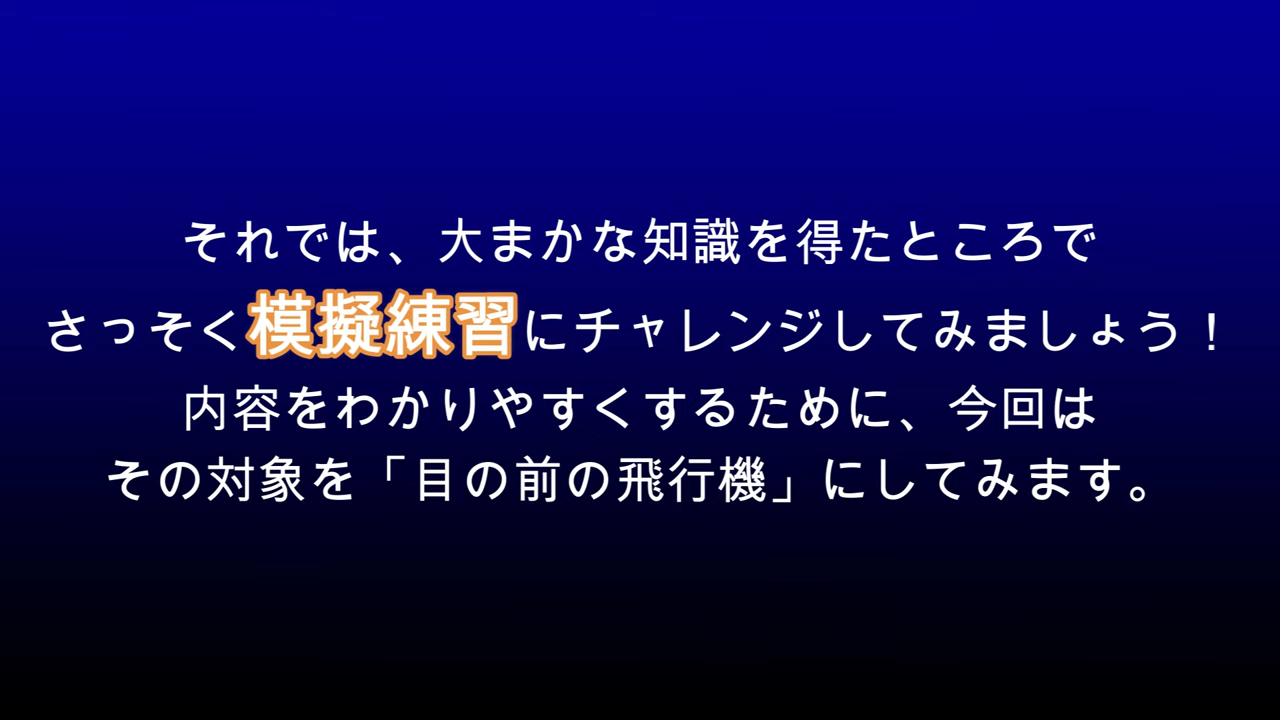 それでは、大まかな知識を得たところで
さっそく模擬練習にチャレンジしてみましょう！
内容をわかりやすくするために、今回は
その対象を「目の前の飛行機」にしてみます。